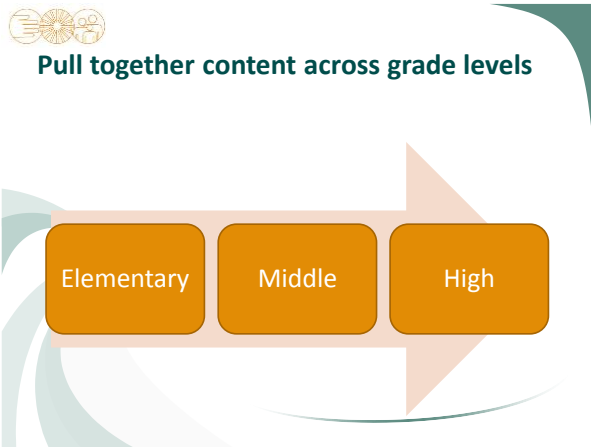 Pull together content across grade levels
Elementary
Middle
High